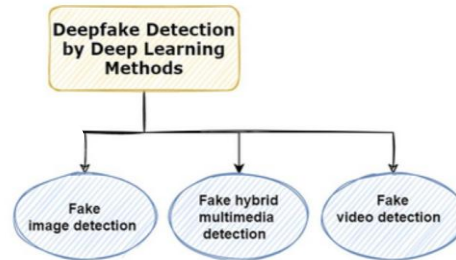 Deepfake Detection
by Deep Learning
Methods
Fake
image detection
Fake hybrid
multimedia
detection
Fake
video detection